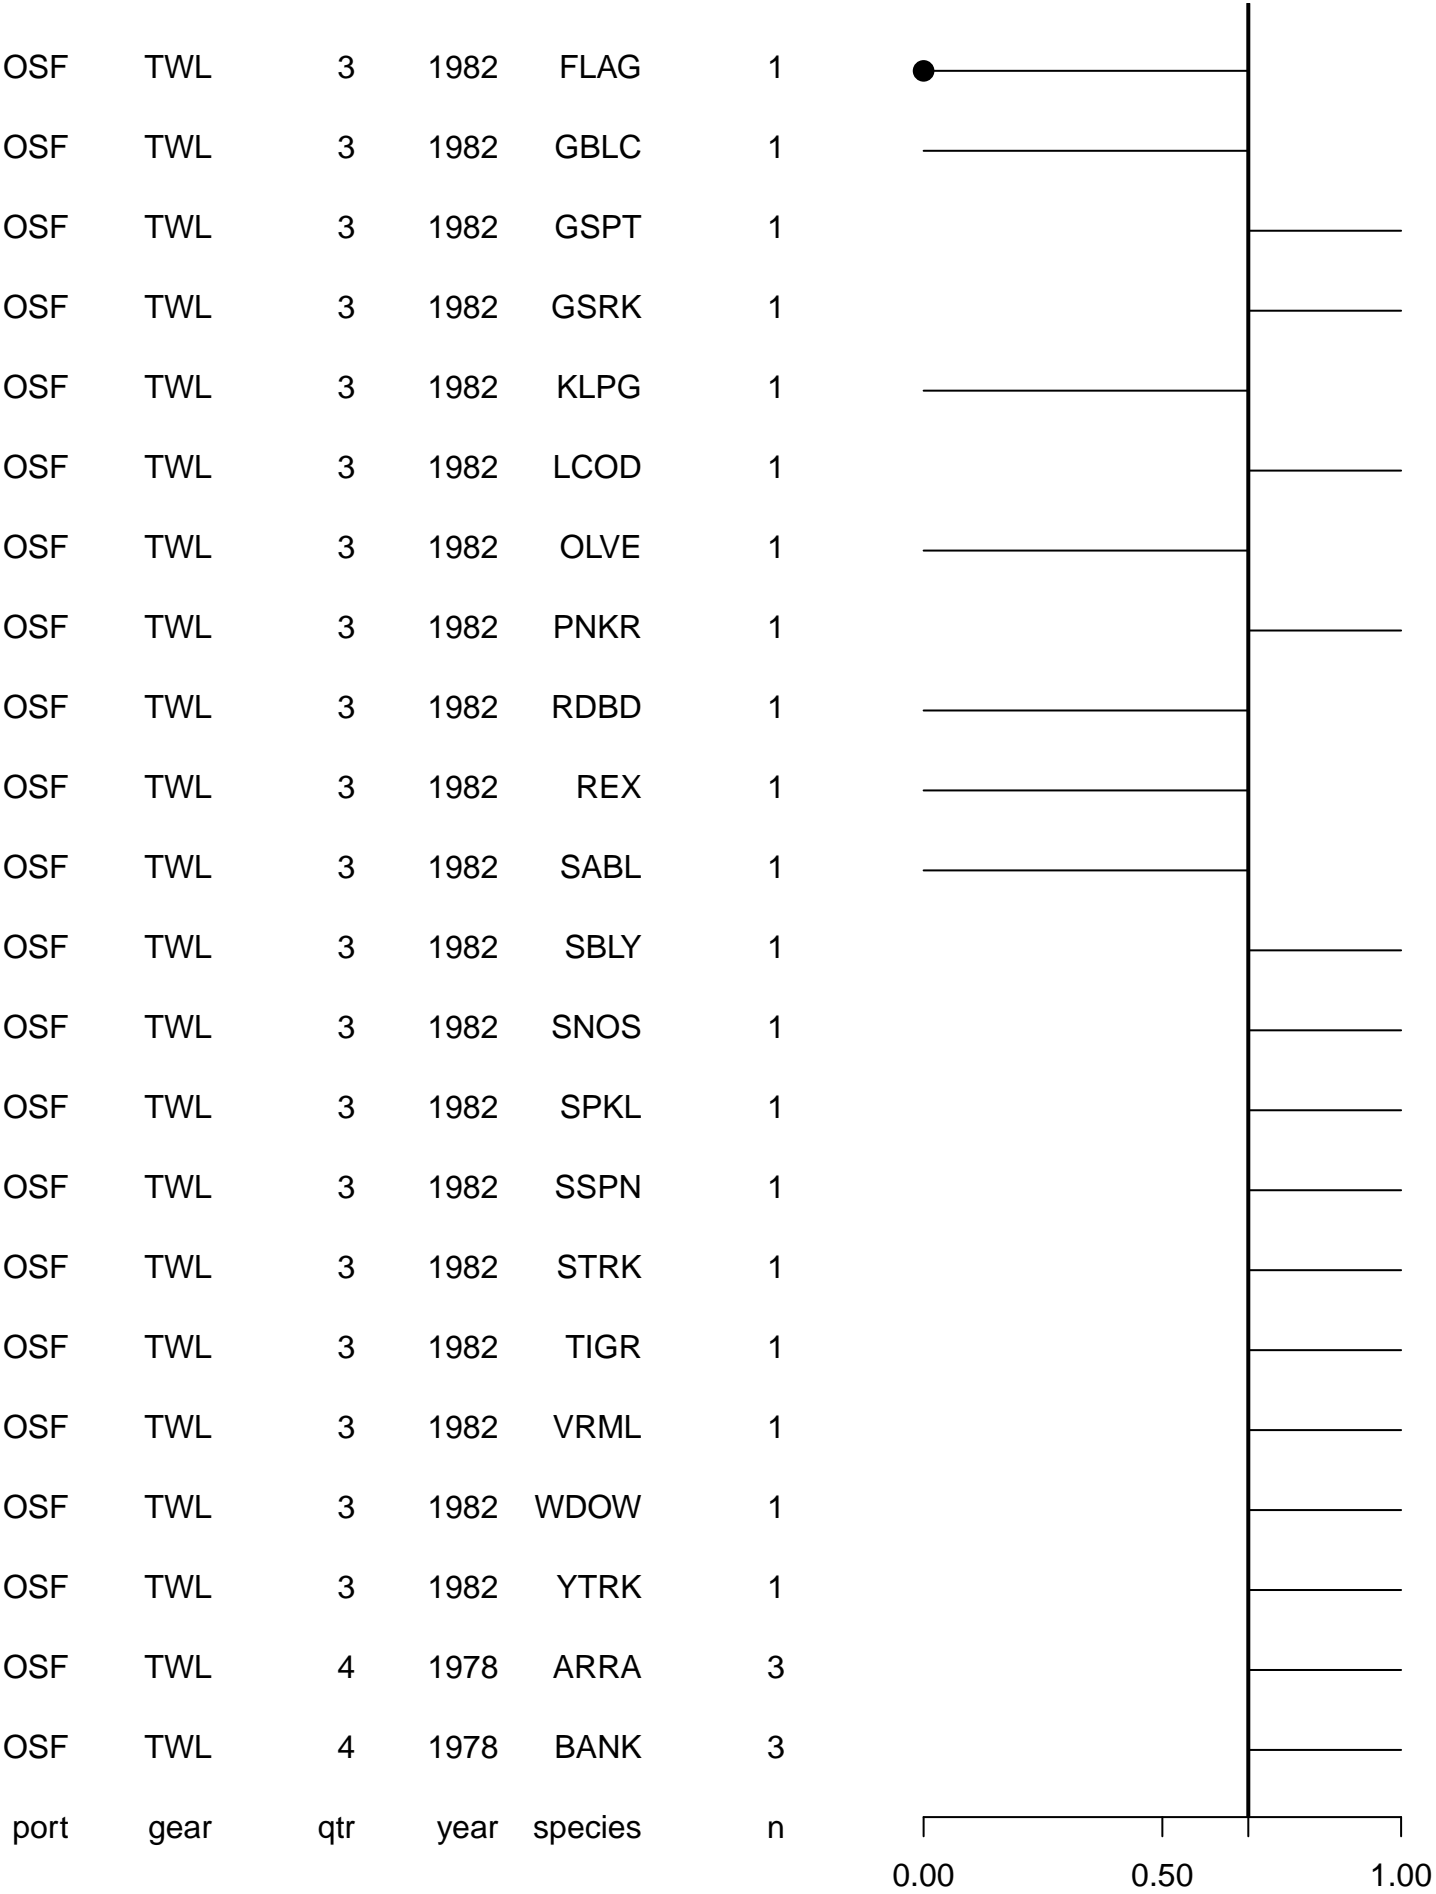 OSF TWL 3 1982 FLAG 1
OSF TWL 3 1982 GBLC 1
OSF TWL 3 1982 GSPT 1
OSF TWL 3 1982 GSRK 1
OSF TWL 3 1982 KLPG 1
OSF TWL 3 1982 LCOD 1
OSF TWL 3 1982 OLVE 1
OSF TWL 3 1982 PNKR 1
OSF TWL 3 1982 RDBD 1
OSF TWL 3 1982 REX 1
OSF TWL 3 1982 SABL 1
OSF TWL 3 1982 SBLY 1
OSF TWL 3 1982 SNOS 1
OSF TWL 3 1982 SPKL 1
OSF TWL 3 1982 SSPN 1
OSF TWL 3 1982 STRK 1
OSF TWL 3 1982 TIGR 1
OSF TWL 3 1982 VRML 1
OSF TWL 3 1982 WDOW 1
OSF TWL 3 1982 YTRK 1
OSF TWL 4 1978 ARRA 3
OSF TWL 4 1978 BANK 3
port gear qtr year species n
0.00 0.50 1.00